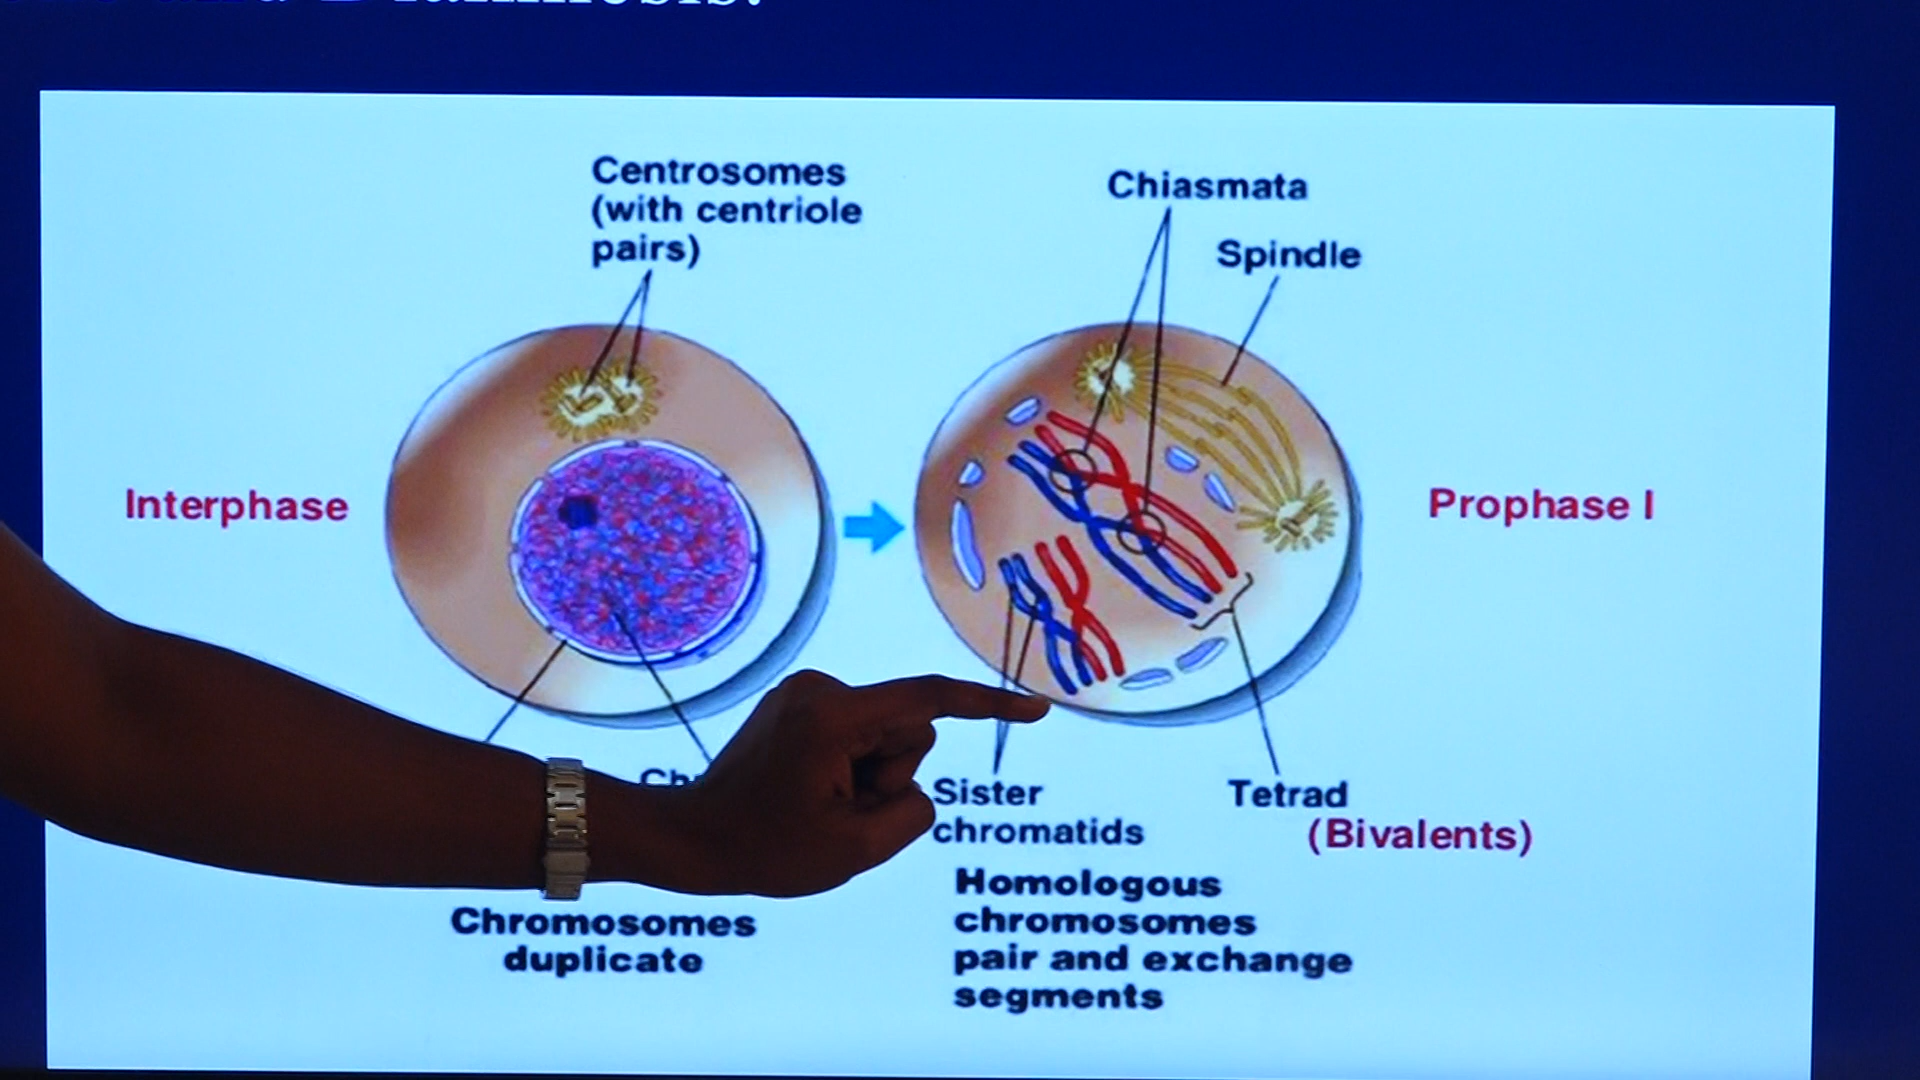 and
Centrosomes
(with centriole
pairs)
Chiasmata
Spindle
Interphase
Prophase I
Sister
chromatids
Tetrad
(Bivalents)
Chromosomes
duplicate
Homologous
chromosomes
pair and exchange
segments